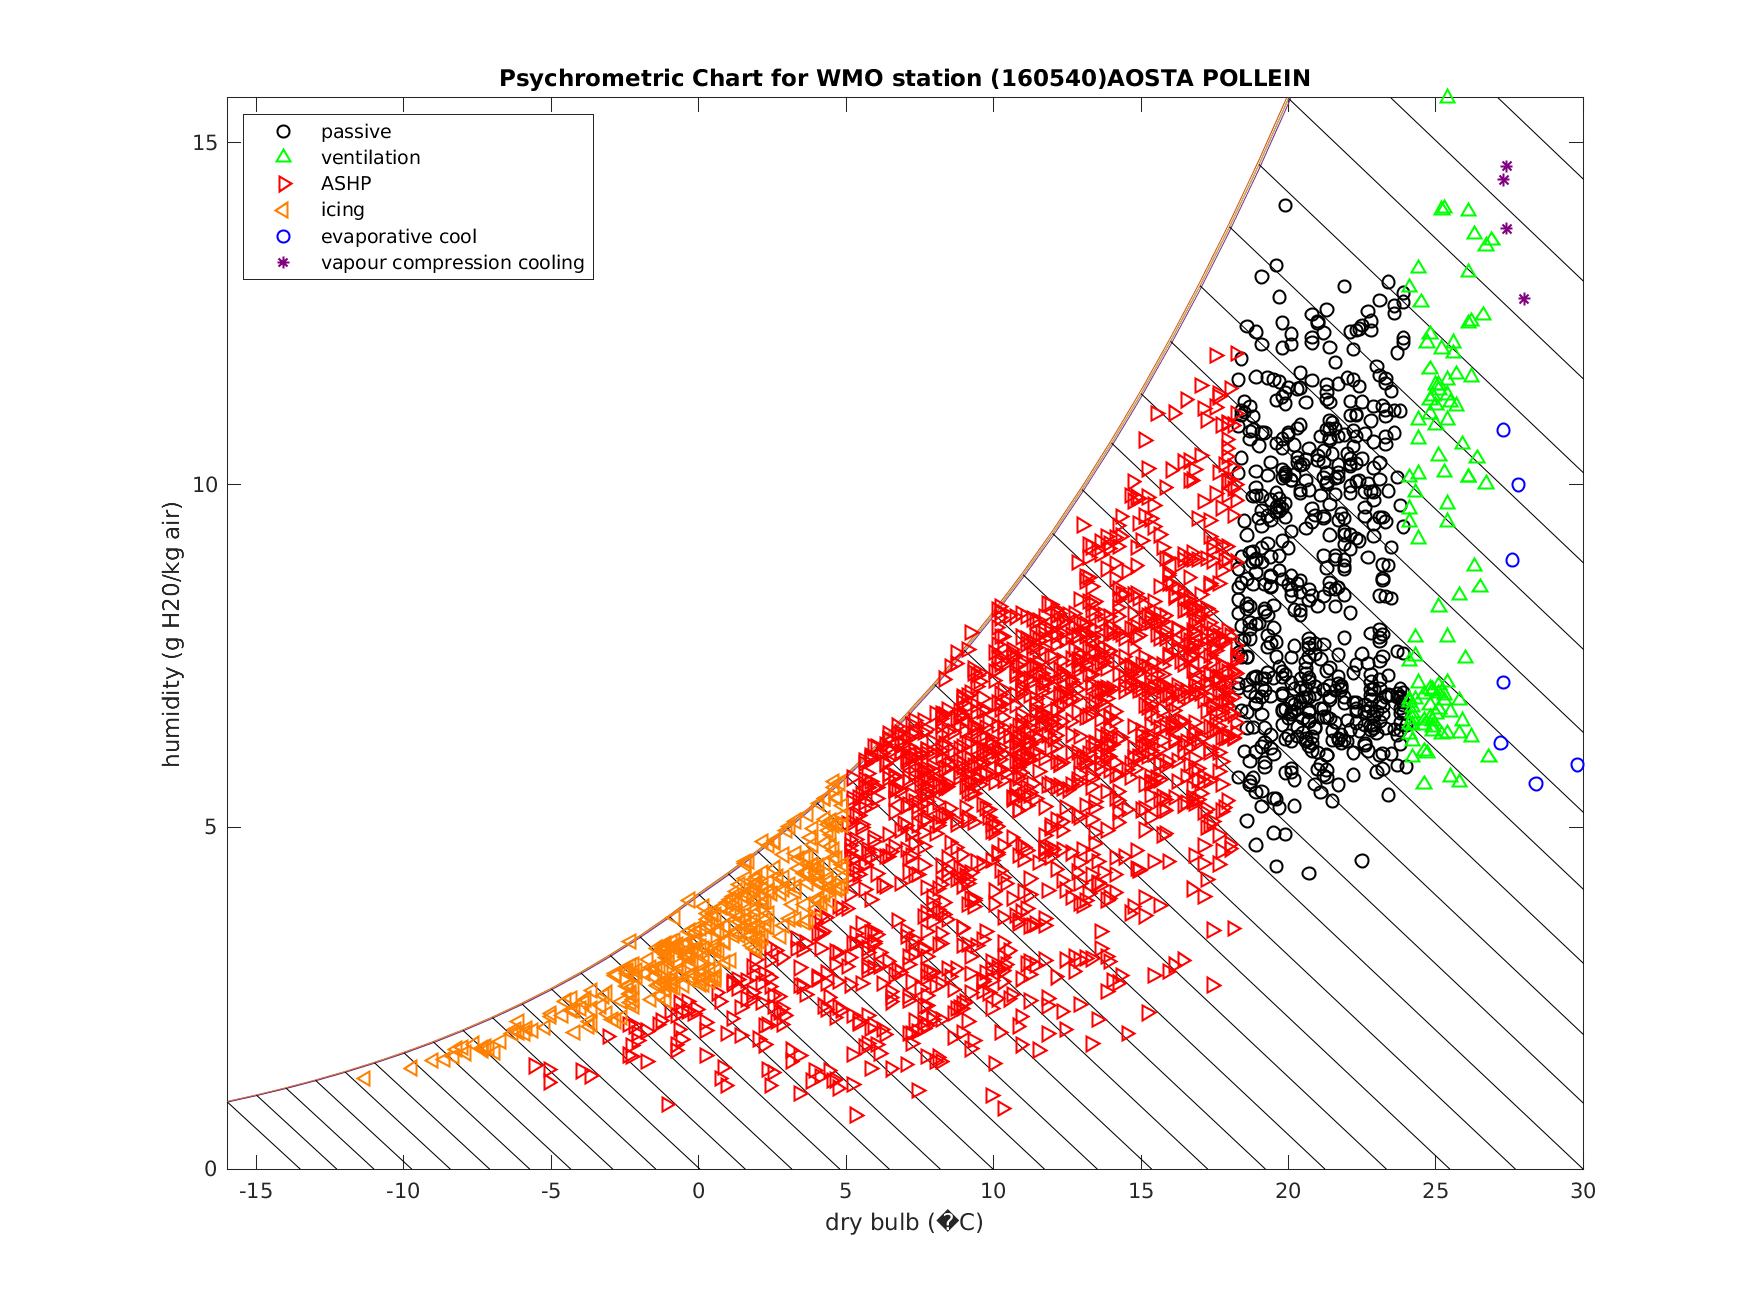 Psychrometric Chart for WMO station (160540)AOSTA POLLEIN
passive
ventilation
ASHP
icing
evaporative cool
vapour compression cooling
humidity (g H20/kg air)
15
10
5
0
-15
-10
-5
0
5
10
15
20
25
30
dry bulb (�C)